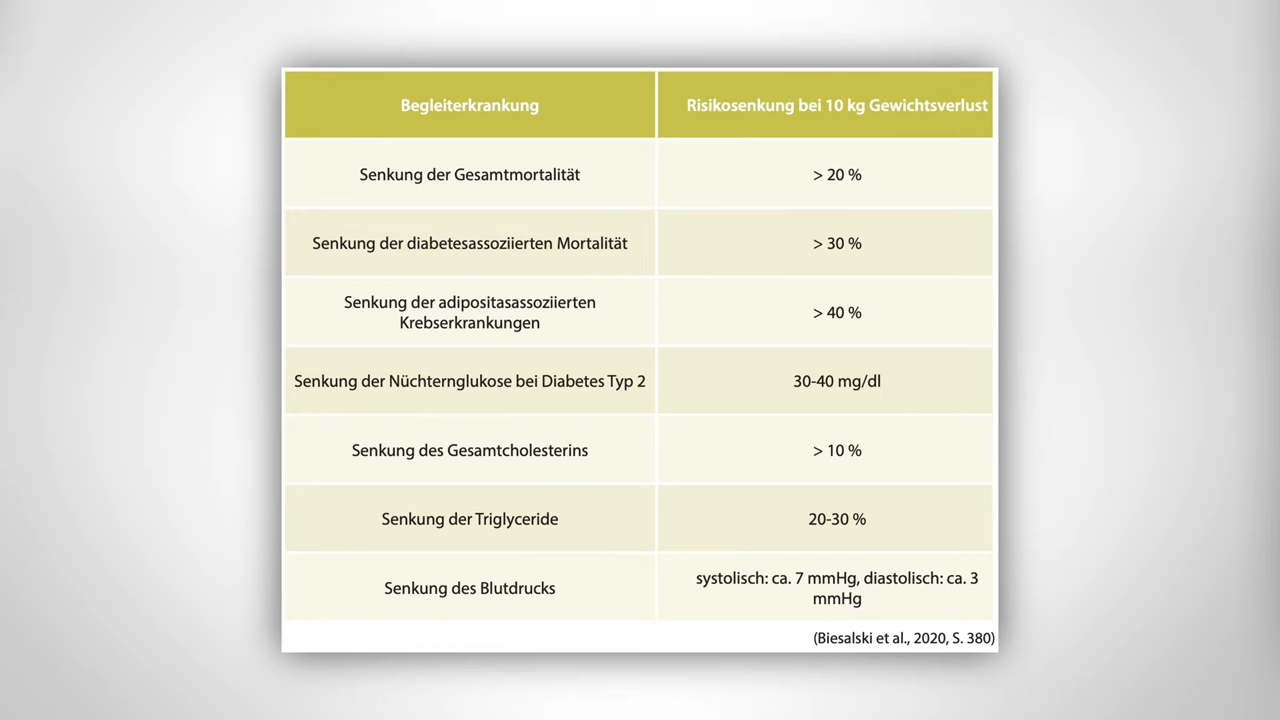 Begleiterkrankung
Risikosenkung bei 10 kg Gewichtsverlust
Senkung der Gesamtmortalität
> 20 %
Senkung der diabetesassoziierten Mortalität
> 30 %
Senkung der adipositasassoziierten
Krebserkrankungen
> 40 %
Senkung der Nüchternglukose bei Diabetes Typ 2
30-40 mg/dl
Senkung des Gesamtcholesterins
> 10 %
Senkung der Triglyceride
20-30 %
Senkung des Blutdrucks
systolisch: ca. 7 mmHg, diastolisch: ca. 3
mmHg
(Biesalski et al., 2020, S. 380)